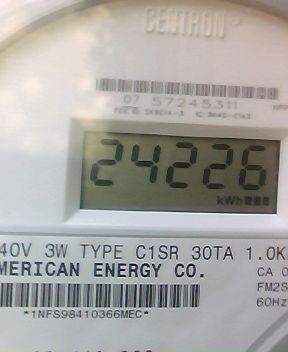 CENTRON
07 57245311
24226
kWh
40V 3W TYPE C1SR 30TA 1.0K
MERICAN ENERGY CO.
CA 0
FM2S
60Hz
*1NFS98410366MEC*